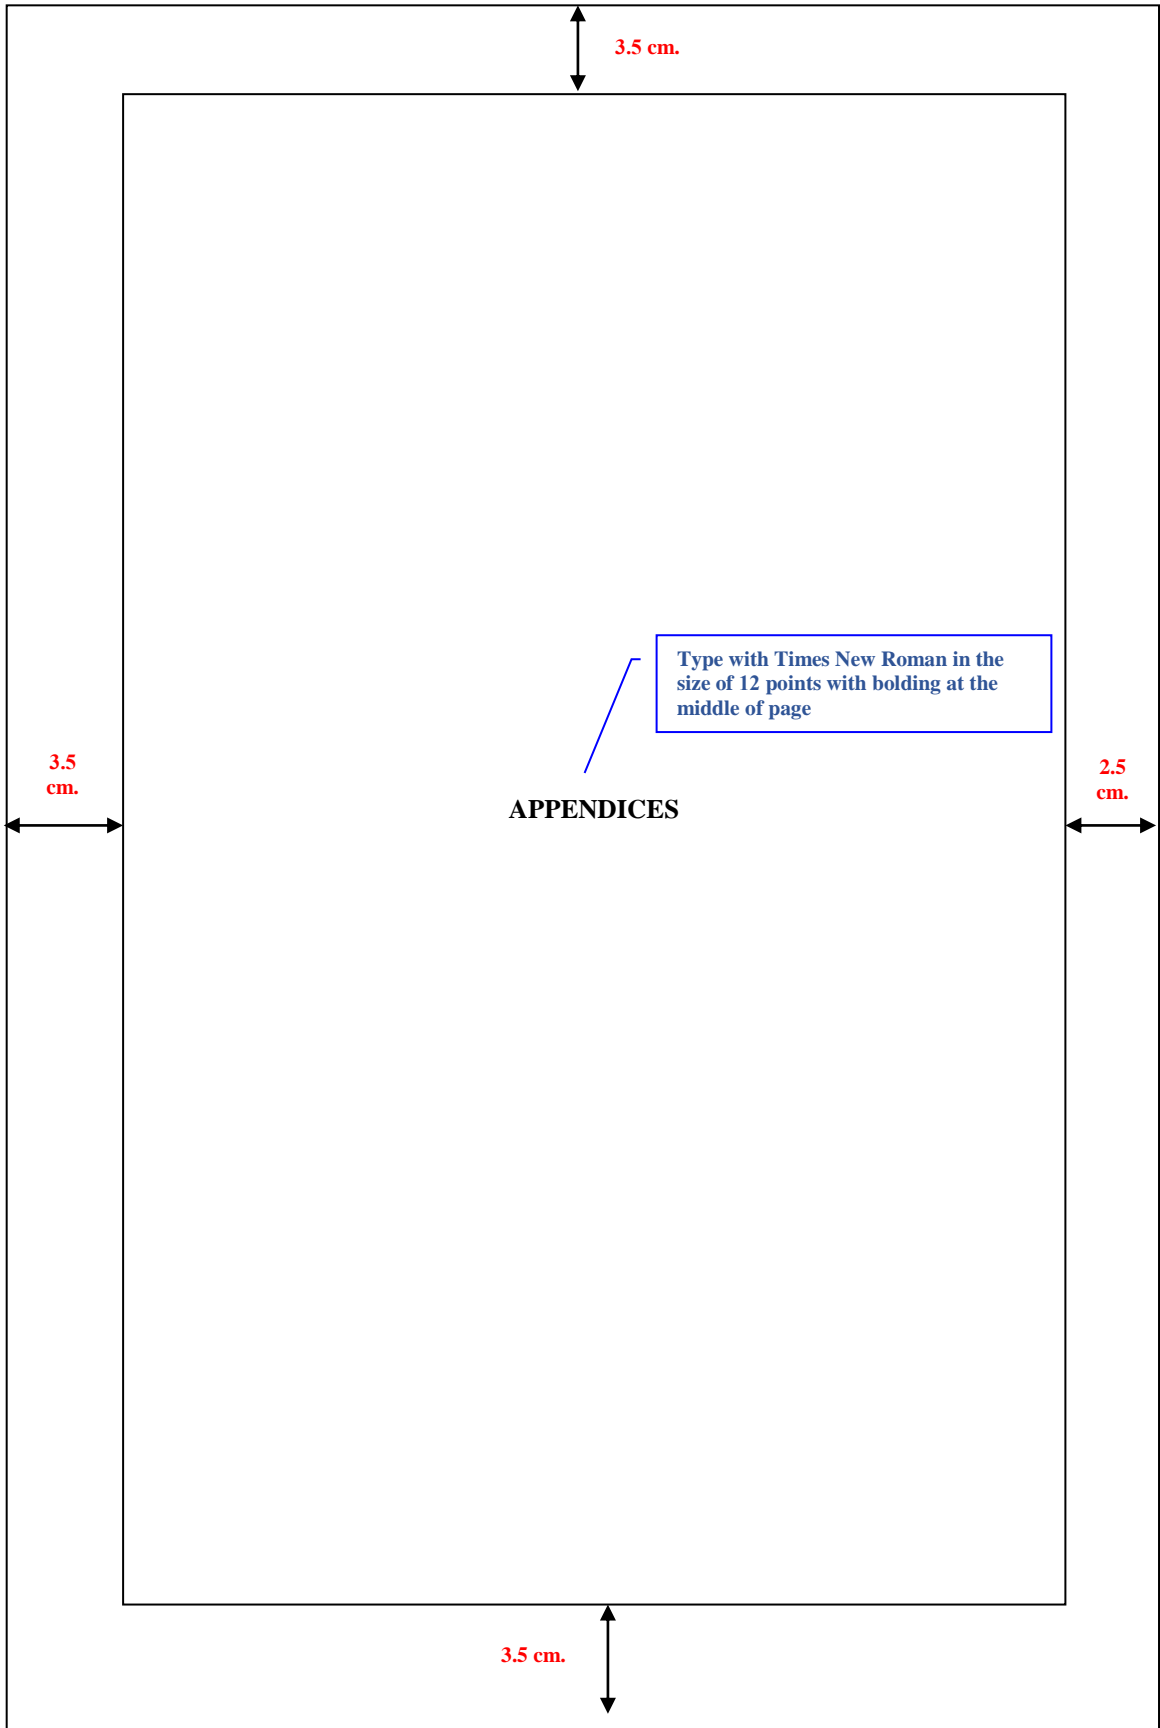 3.5 cm.
Type with Times New Roman in the
size of 12 points with bolding at the
middle of page
3.5
cm.
2.5
cm.
APPENDICES
3.5 cm.